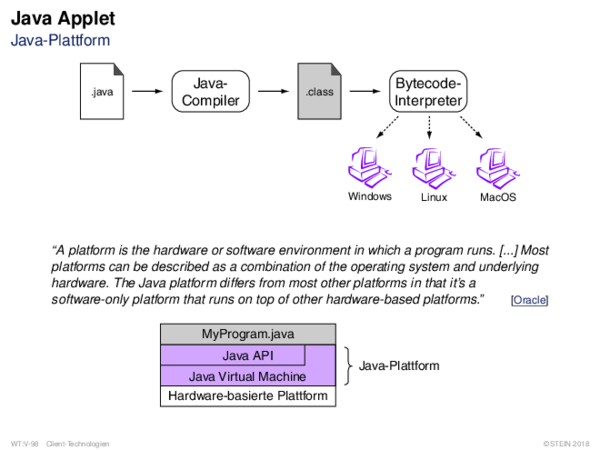 Java Applet
Java-Plattform
.java
Java-
Compiler
.class
Bytecode-
Interpreter
Windows
Linux
MacOS
“A platform is the hardware or software environment in which a program runs. [...] Most
platforms can be described as a combination of the operating system and underlying
hardware. The Java platform differs from most other platforms in that it’s a
software-only platform that runs on top of other hardware-based platforms.” [Oracle]
MyProgram.java
Java API
Java Virtual Machine
Java-Plattform
Hardware-basierte Plattform
WT:V-98 Client-Technologien ©STEIN 2018